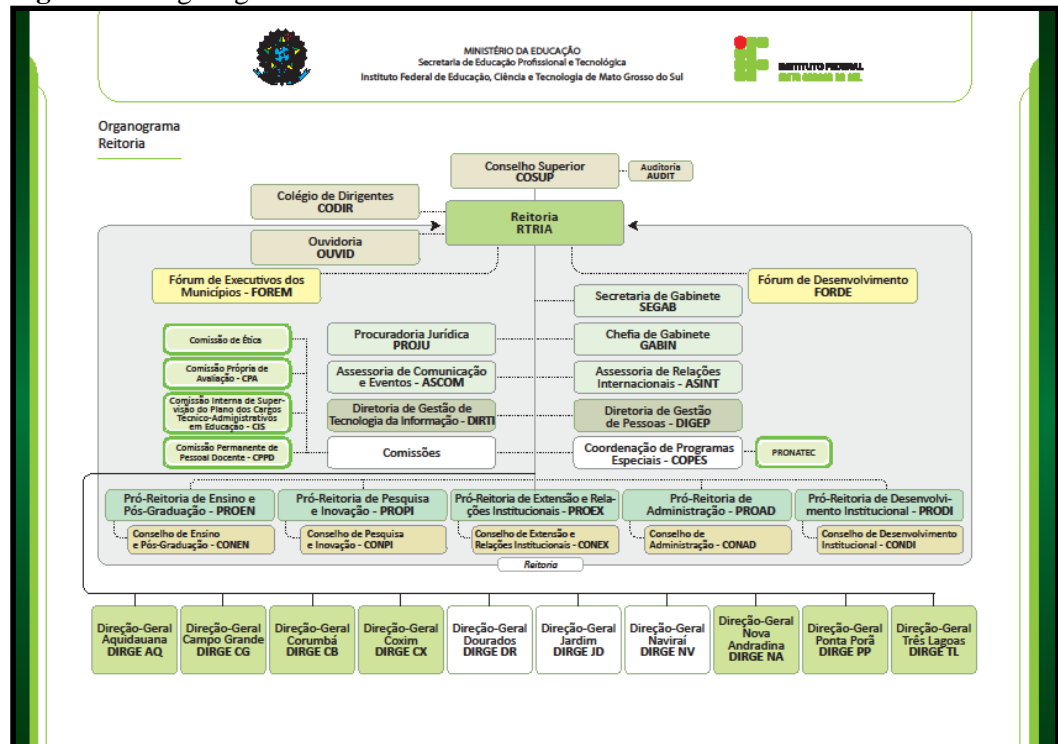 MINISTÉRIO DA EDUCAÇÃO
Secretaria de Educação Profissional e Tecnológica
Instituto Federal de Educação, Ciência e Tecnologia de Mato Grosso do Sul
INSTITUTO FEDERAL
MATO GROSSO DO SUL
Organograma
Reitoria
Conselho Superior
COSUP
Auditoria
AUDIT
Colégio de Dirigentes
CODIR
Reitoria
RTRIA
Ouvidoria
OUVID
Fórum de Executivos dos
Municípios - FOREM
Fórum de Desenvolvimento
FORDE
Secretaria de Gabinete
SEGAB
Comissão de Ética
Procuradoria Jurídica
PROJU
Chefia de Gabinete
GABIN
Comissão Própria de
Avaliação - CPA
Assessoria de Comunicação
e Eventos - ASCOM
Assessoria de Relações
Internacionais - ASINT
Comissão Interna de Super-
visão do Plano dos Cargos
Técnico-Administrativos
em Educação - CIS
Diretoria de Gestão de
Tecnologia da Informação - DIRTI
Diretoria de Gestão
de Pessoas - DIGEP
Comissão Permanente de
Pessoal Docente - CPPD
Comissões
Coordenação de Programas
Especiais - COPES
PRONATEC
Pró-Reitoria de Ensino e
Pós-Graduação - PROEN
Pró-Reitoria de Pesquisa
e Inovação - PROPI
Pró-Reitoria de Extensão e Rela-
ções Institucionais - PROEX
Pró-Reitoria de
Administração - PROAD
Pró-Reitoria de Desenvolvi-
mento Institucional - PRODI
Conselho de Ensino
e Pós-Graduação - CONEN
Conselho de Pesquisa
e Inovação - CONPI
Conselho de Extensão e
Relações Institucionais - CONEX
Conselho de
Administração - CONAD
Conselho de Desenvolvimento
Institucional - CONDI
Reitoria
Direção-Geral
Aquidauana
DIRGE AQ
Direção-Geral
Campo Grande
DIRGE CG
Direção-Geral
Corumbá
DIRGE CB
Direção-Geral
Coxim
DIRGE CX
Direção-Geral
Dourados
DIRGE DR
Direção-Geral
Jardim
DIRGE JD
Direção-Geral
Naviraí
DIRGE NV
Direção-Geral
Nova
Andradina
DIRGE NA
Direção-Geral
Ponta Porã
DIRGE PP
Direção-Geral
Três Lagoas
DIRGE TL